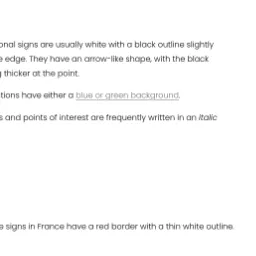 onal signs are usually white with a black outline slightly
e edge. They have an arrow-like shape, with the black
g thicker at the point.
tions have either a blue or green background.
s and points of interest are frequently written in an italic
e signs in France have a red border with a thin white outline.